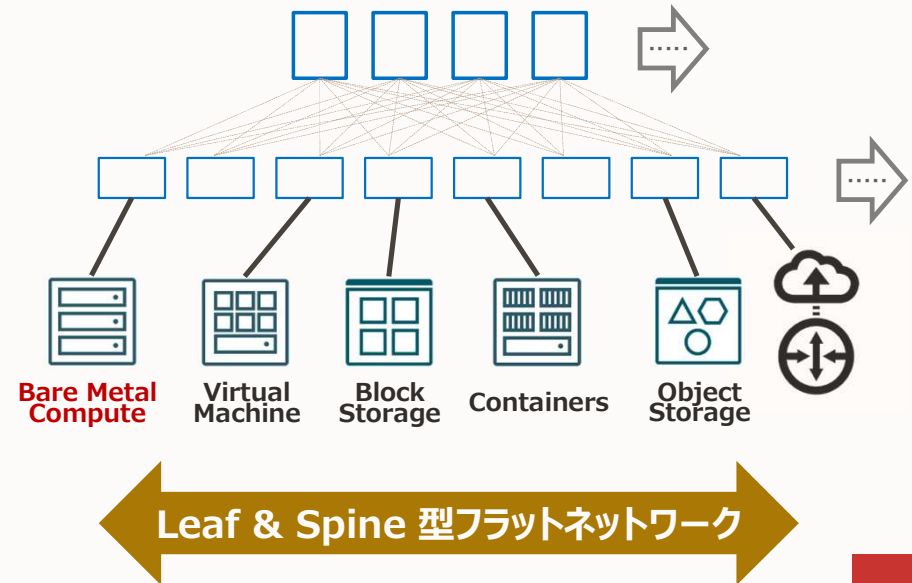 .....
.....
Bare Metal
Compute
Virtual
Machine
Block
Storage
Containers
Object
Storage
Leaf & Spine 型フラットネットワーク